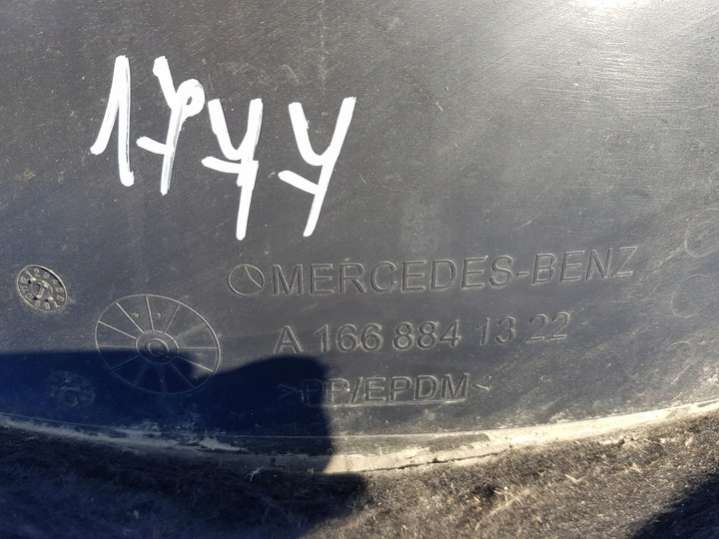 1744
MERCEDES-BENZ
A 166 884 13 22
>PP/EPDM<